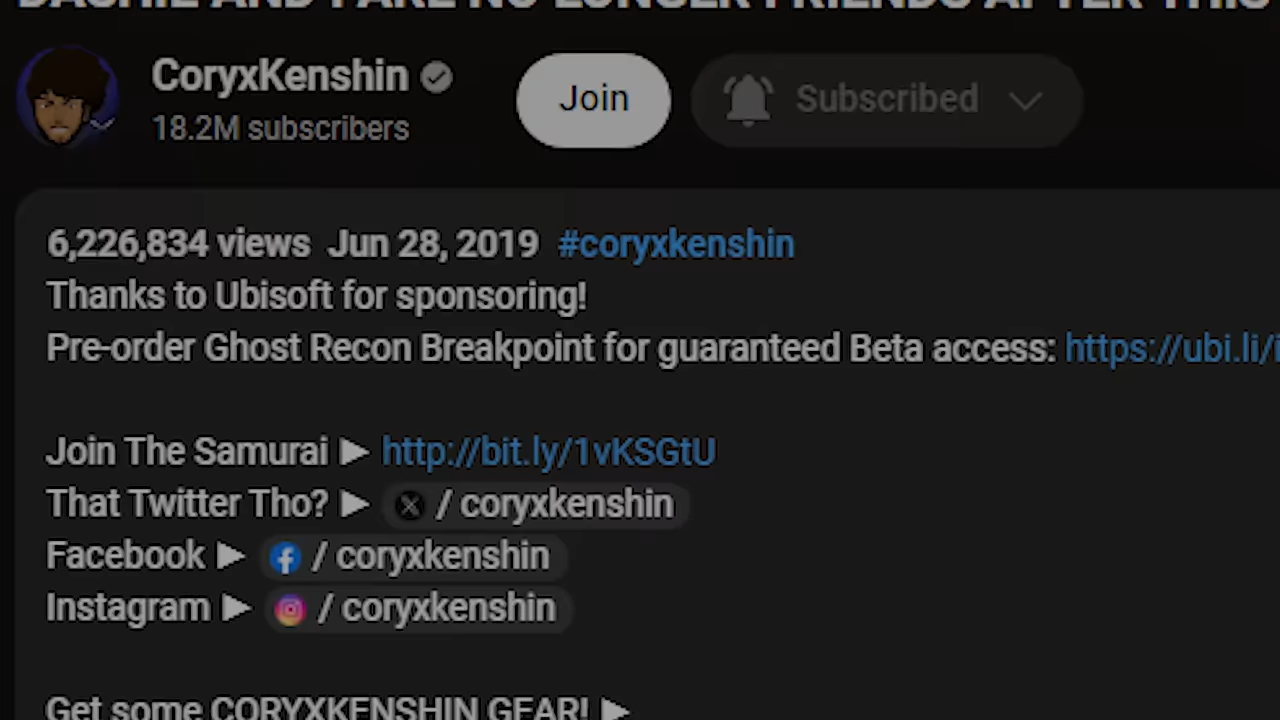 DASHIE AND I ARE NO LONGER FRIENDS AFTER THIS
CoryxKenshin
18.2M subscribers
Join
Subscribed
6,226,834 views Jun 28, 2019 #coryxkenshin
Thanks to Ubisoft for sponsoring!
Pre-order Ghost Recon Breakpoint for guaranteed Beta access: https://ubi.li/i
Join The Samurai ▶ http://bit.ly/1vKSGtU
That Twitter Tho? ▶ X / coryxkenshin
Facebook ▶ f / coryxkenshin
Instagram ▶ / coryxkenshin
Get some CORYXKENSHIN GEAR! ▶